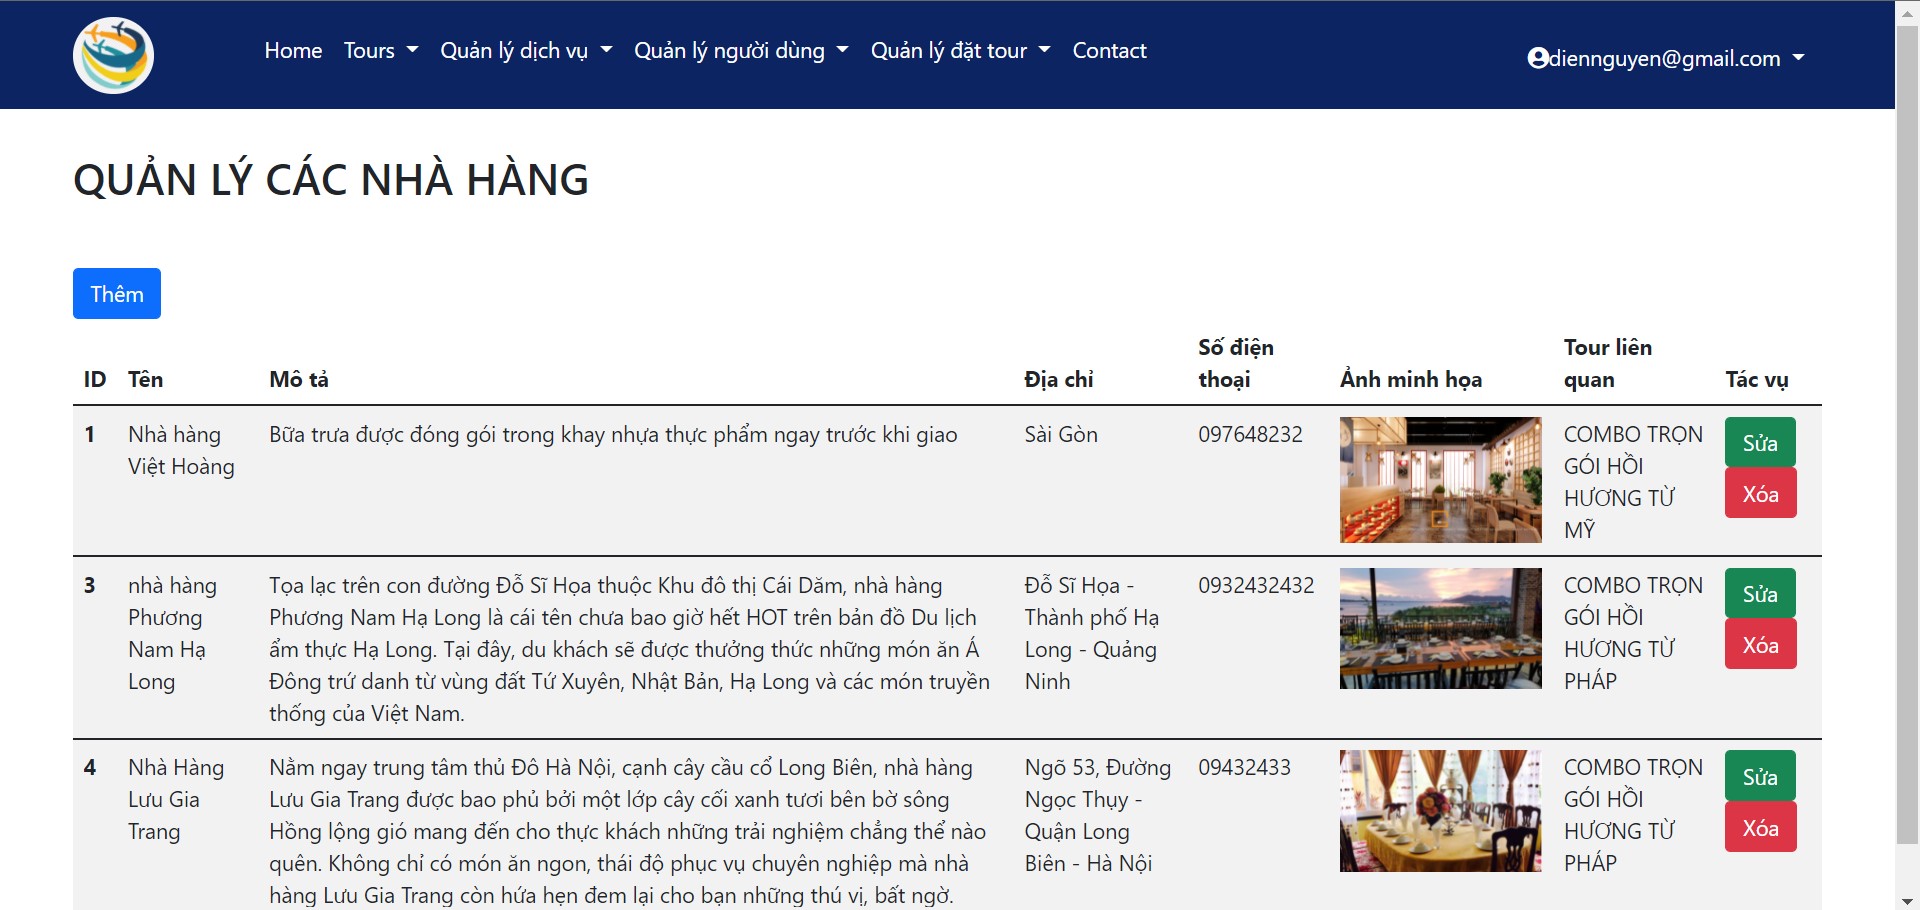 Home Tours Quản lý dịch vụ Quản lý người dùng Quản lý đặt tour Contact diennguyen@gmail.com
QUẢN LÝ CÁC NHÀ HÀNG
Thêm
ID Tên Mô tả Địa chỉ Số điện thoại Ảnh minh họa Tour liên quan Tác vụ
1
Nhà hàng
Việt Hoàng
Bữa trưa được đóng gói trong khay nhựa thực phẩm ngay trước khi giao
Sài Gòn
097648232
COMBO TRỌN
GÓI HỒI
HƯƠNG TỪ
MỸ
Sửa
Xóa
3
nhà hàng
Phương
Nam Hạ
Long
Tọa lạc trên con đường Đỗ Sĩ Họa thuộc Khu đô thị Cái Dăm, nhà hàng
Phương Nam Hạ Long là cái tên chưa bao giờ hết HOT trên bản đồ Du lịch
ẩm thực Hạ Long. Tại đây, du khách sẽ được thưởng thức những món ăn Á
Đông trứ danh từ vùng đất Tứ Xuyên, Nhật Bản, Hạ Long và các món truyền
thống của Việt Nam.
Đỗ Sĩ Họa -
Thành phố Hạ
Long - Quảng
Ninh
0932432432
COMBO TRỌN
GÓI HỒI
HƯƠNG TỪ
PHÁP
Sửa
Xóa
4
Nhà Hàng
Lưu Gia
Trang
Nằm ngay trung tâm thủ Đô Hà Nội, cạnh cây cầu cổ Long Biên, nhà hàng
Lưu Gia Trang được bao phủ bởi một lớp cây cối xanh tươi bên bờ sông
Hồng lộng gió mang đến cho thực khách những trải nghiệm chẳng thể nào
quên. Không chỉ có món ăn ngon, thái độ phục vụ chuyên nghiệp mà nhà
hàng Lưu Gia Trang còn hứa hẹn đem lại cho bạn những thú vị, bất ngờ.
Ngõ 53, Đường
Ngọc Thụy -
Quận Long
Biên - Hà Nội
09432433
COMBO TRỌN
GÓI HỒI
HƯƠNG TỪ
PHÁP
Sửa
Xóa